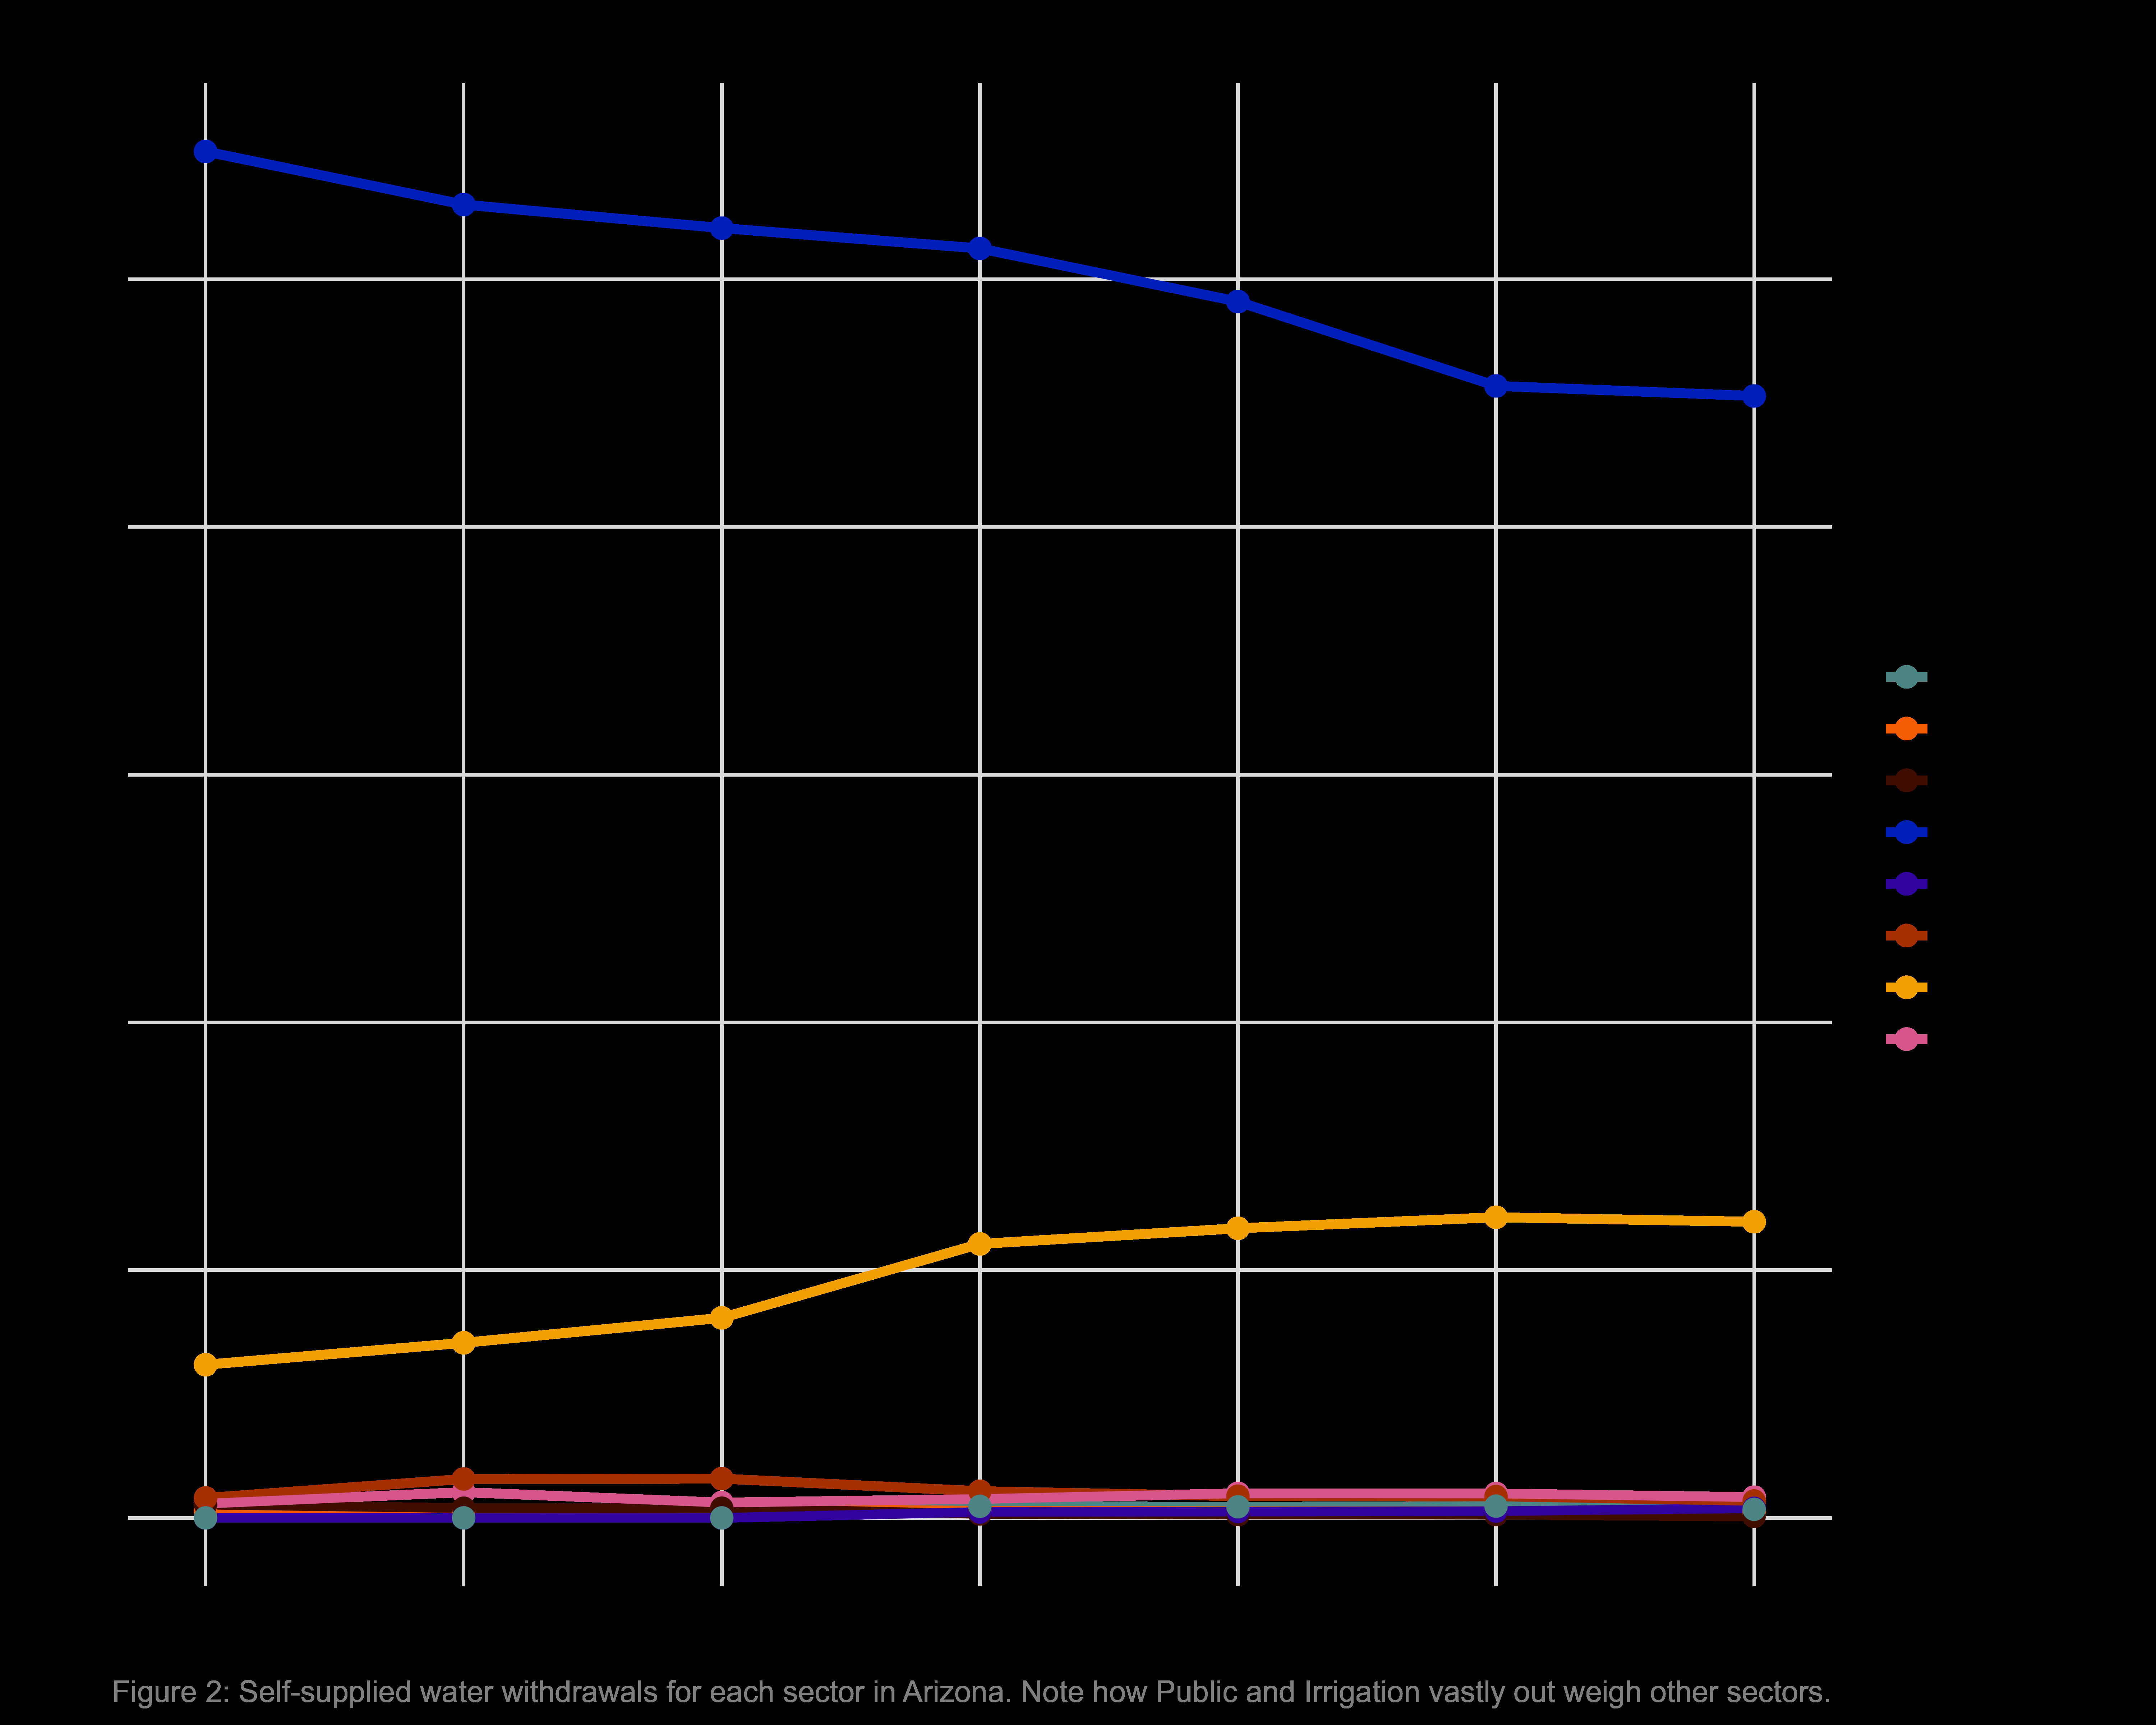 Figure 2: Self-supplied water withdrawals for each sector in Arizona. Note how Public and Irrigation vastly out weigh other sectors.